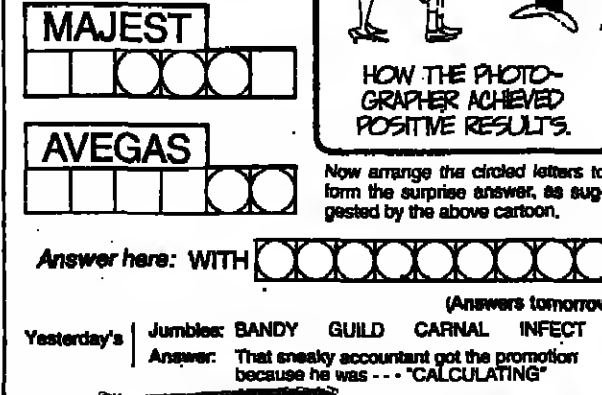 MAJEST
HOW THE PHOTO-
GRAPHER ACHIEVED
POSITIVE RESULTS.
AVEGAS
Now arrange the circled letters to
form the surprise answer, as sug-
gested by the above cartoon.
Answer here: WITH
(Answers tomorrow
Yesterday's
Jumbles: BANDY GUILD CARNAL INFECT
Answer: That sneaky accountant got the promotion
because he was - - - "CALCULATING"